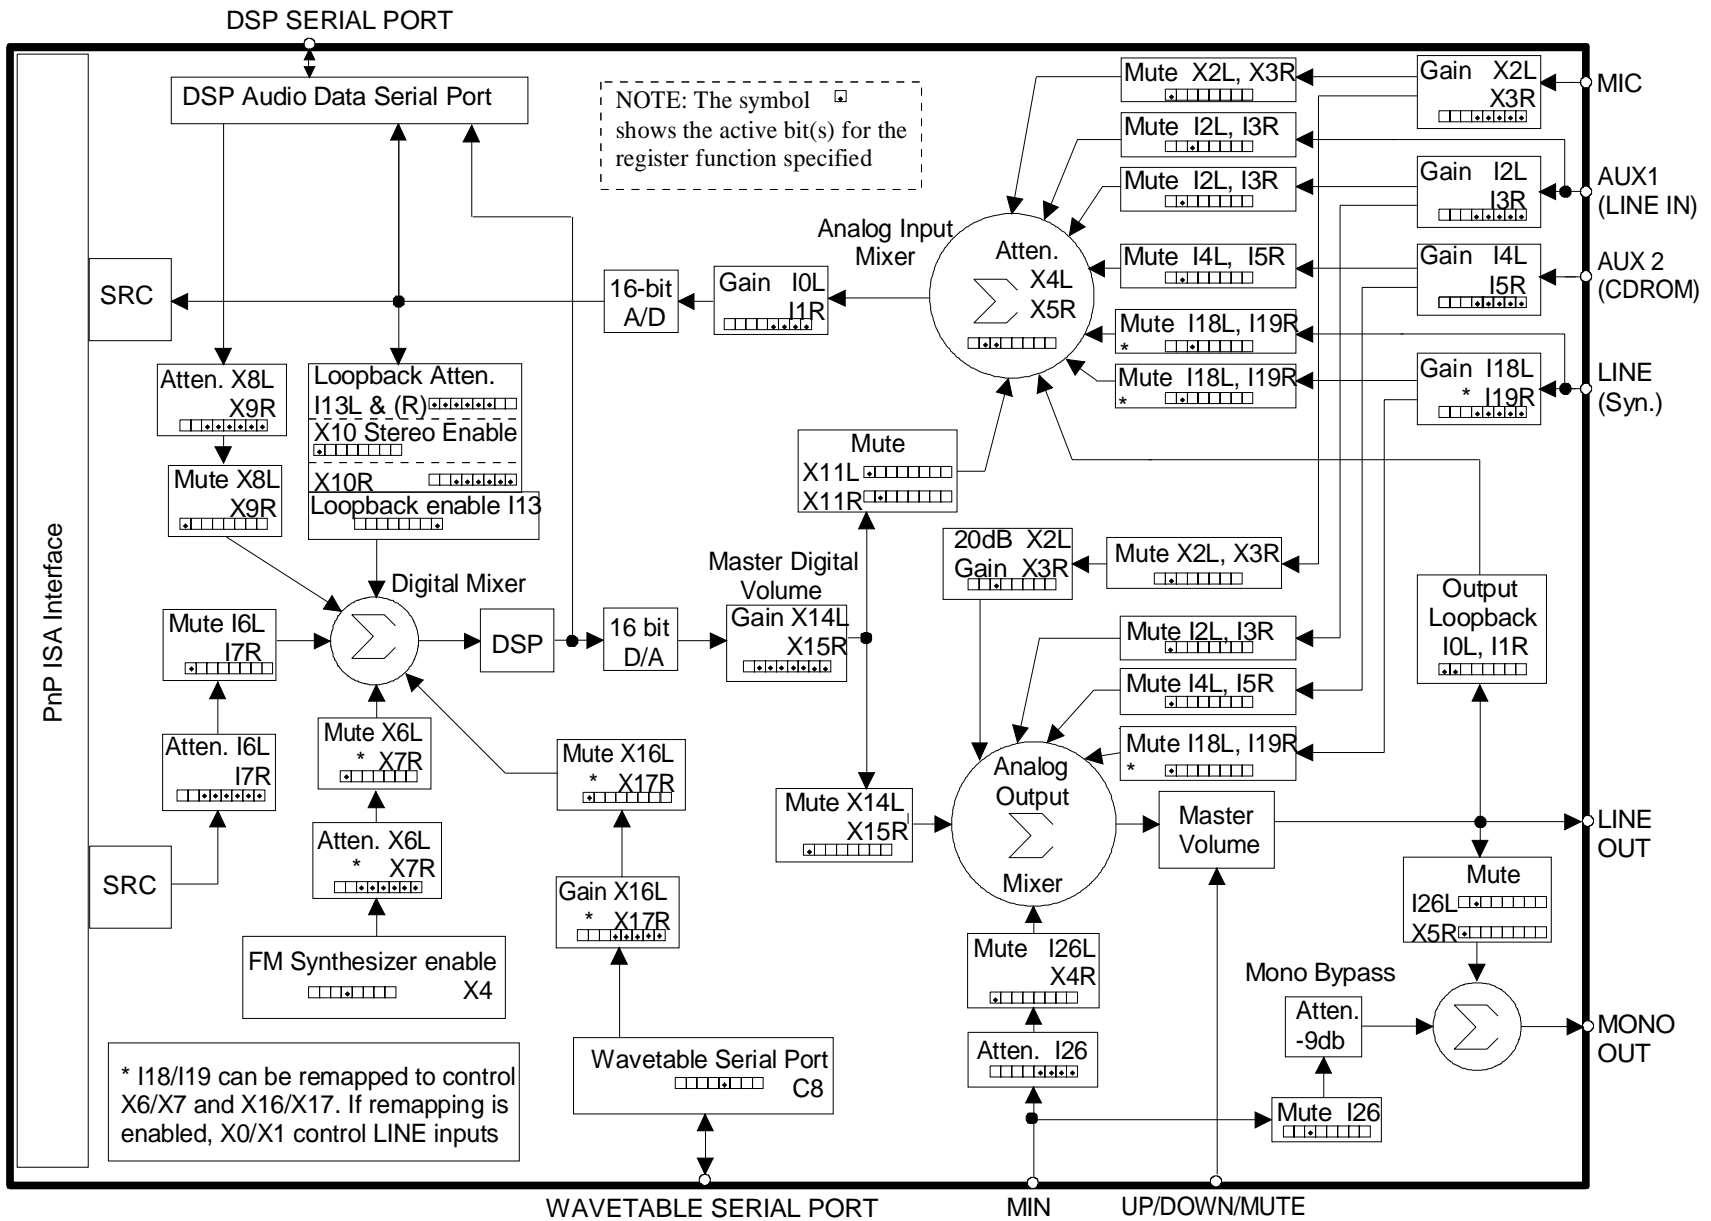 DSP SERIAL PORT
DSP Audio Data Serial Port
NOTE: The symbol
shows the active bit(s) for the
register function specified
Mute X2L, X3R
Gain X2L
X3R
MIC
Mute I2L, I3R
Mute I2L, I3R
Gain I2L
I3R
AUX1
(LINE IN)
Analog Input
Mixer
Atten.
X4L
X5R
Mute I4L, I5R
Gain I4L
I5R
AUX 2
(CDROM)
SRC
16-bit
A/D
Gain I0L
I1R
Mute I18L, I19R
*
Mute I18L, I19R
*
Gain I18L
* I19R
LINE
(Syn.)
Atten. X8L
X9R
Loopback Atten.
I13L & (R)
X10 Stereo Enable
X10R
Loopback enable I13
Mute X8L
X9R
Mute
X11L
X11R
PnP ISA Interface
20dB X2L
Gain X3R
Mute X2L, X3R
Master Digital
Volume
Digital Mixer
Output
Loopback
I0L, I1R
Mute I6L
I7R
DSP
16 bit
D/A
Gain X14L
X15R
Mute I2L, I3R
Mute I4L, I5R
Mute I18L, I19R
*
Atten. I6L
I7R
Mute X6L
* X7R
Mute X16L
* X17R
Mute X14L
X15R
Analog
Output
Mixer
Master
Volume
LINE
OUT
SRC
Atten. X6L
* X7R
Gain X16L
* X17R
Mute
I26L
X5R
FM Synthesizer enable
X4
Mute I26L
X4R
Mono Bypass
Atten.
-9db
MONO
OUT
Wavetable Serial Port
C8
Atten. I26
Mute I26
* I18/I19 can be remapped to control
X6/X7 and X16/X17. If remapping is
enabled, X0/X1 control LINE inputs
WAVETABLE SERIAL PORT
MIN
UP/DOWN/MUTE